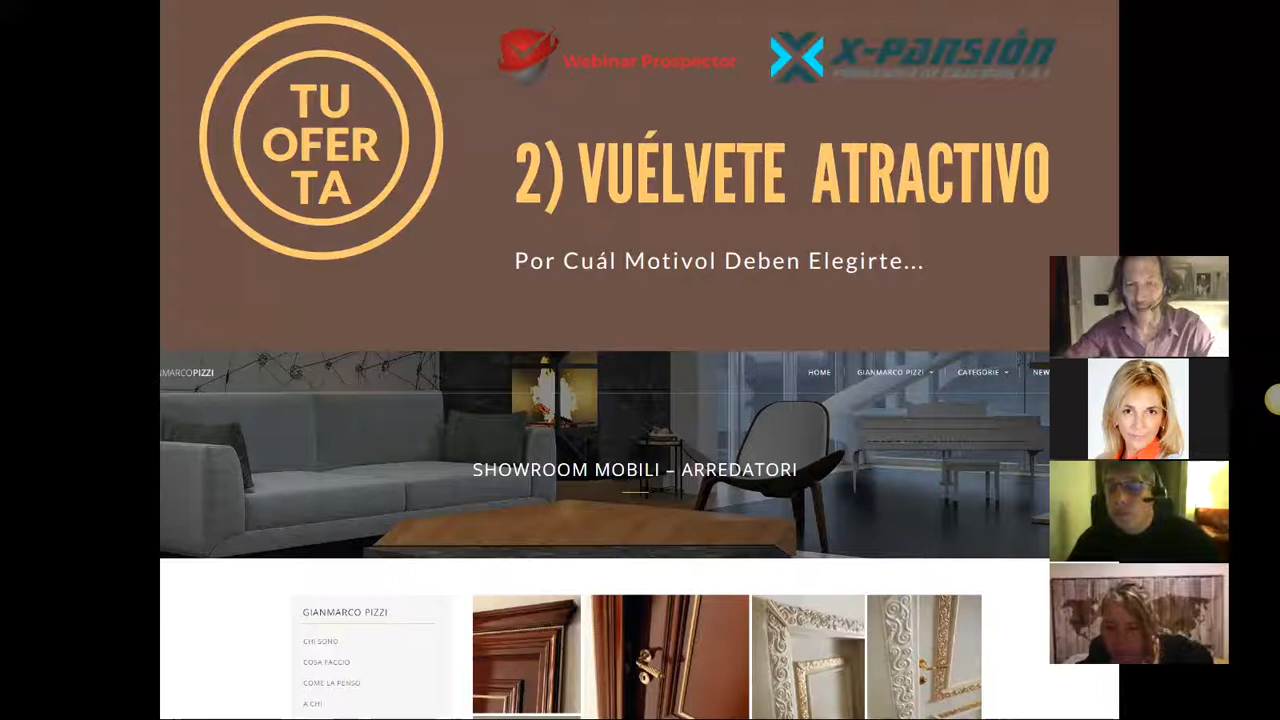 TU
OFER
TA
Webinar Prospector
X-PANSIÓN
2) VUÉLVETE ATRACTIVO
Por Cuál Motivol Deben Elegirte...
NMARCOPIZZI
HOME
GIANMARCO PIZZI
CATEGORIE
NEW
SHOWROOM MOBILI – ARREDATORI
GIANMARCO PIZZI
CHI SONO
COSA FACCIO
COME LA PENSO
A CHI